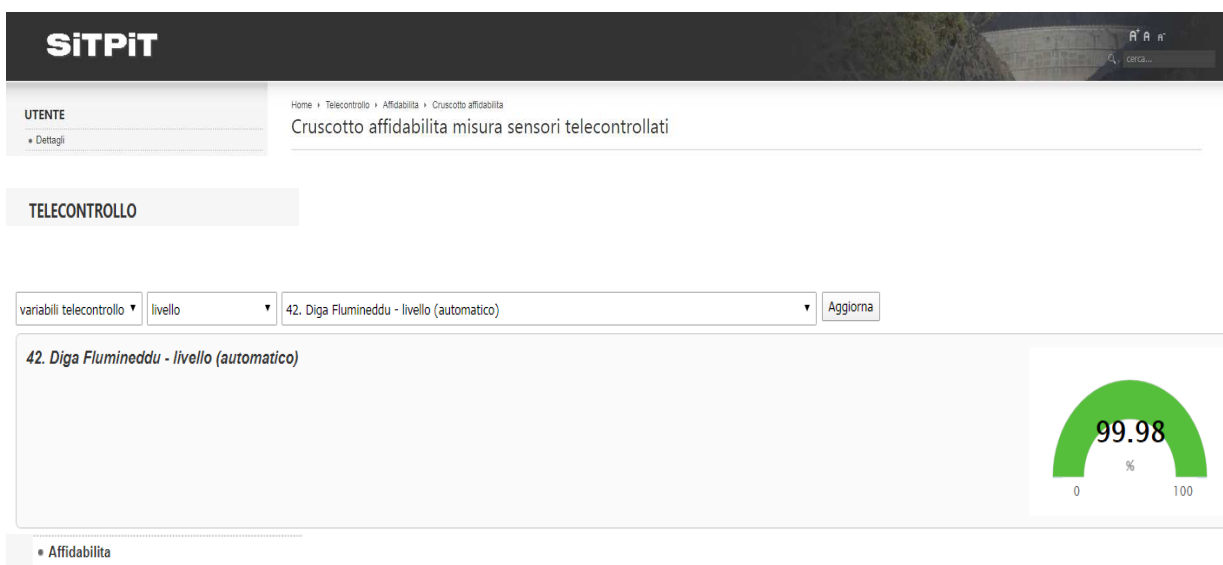 SiTPiT
A+ A A-
cerca...
UTENTE
Dettagli
Home › Telecontrollo › Affidabilita › Cruscotto affidabilita
Cruscotto affidabilita misura sensori telecontrollati
TELECONTROLLO
variabili telecontrollo livello 42. Diga Flumineddu - livello (automatico) Aggiorna
42. Diga Flumineddu - livello (automatico)
99.98
%
0 100
Affidabilita